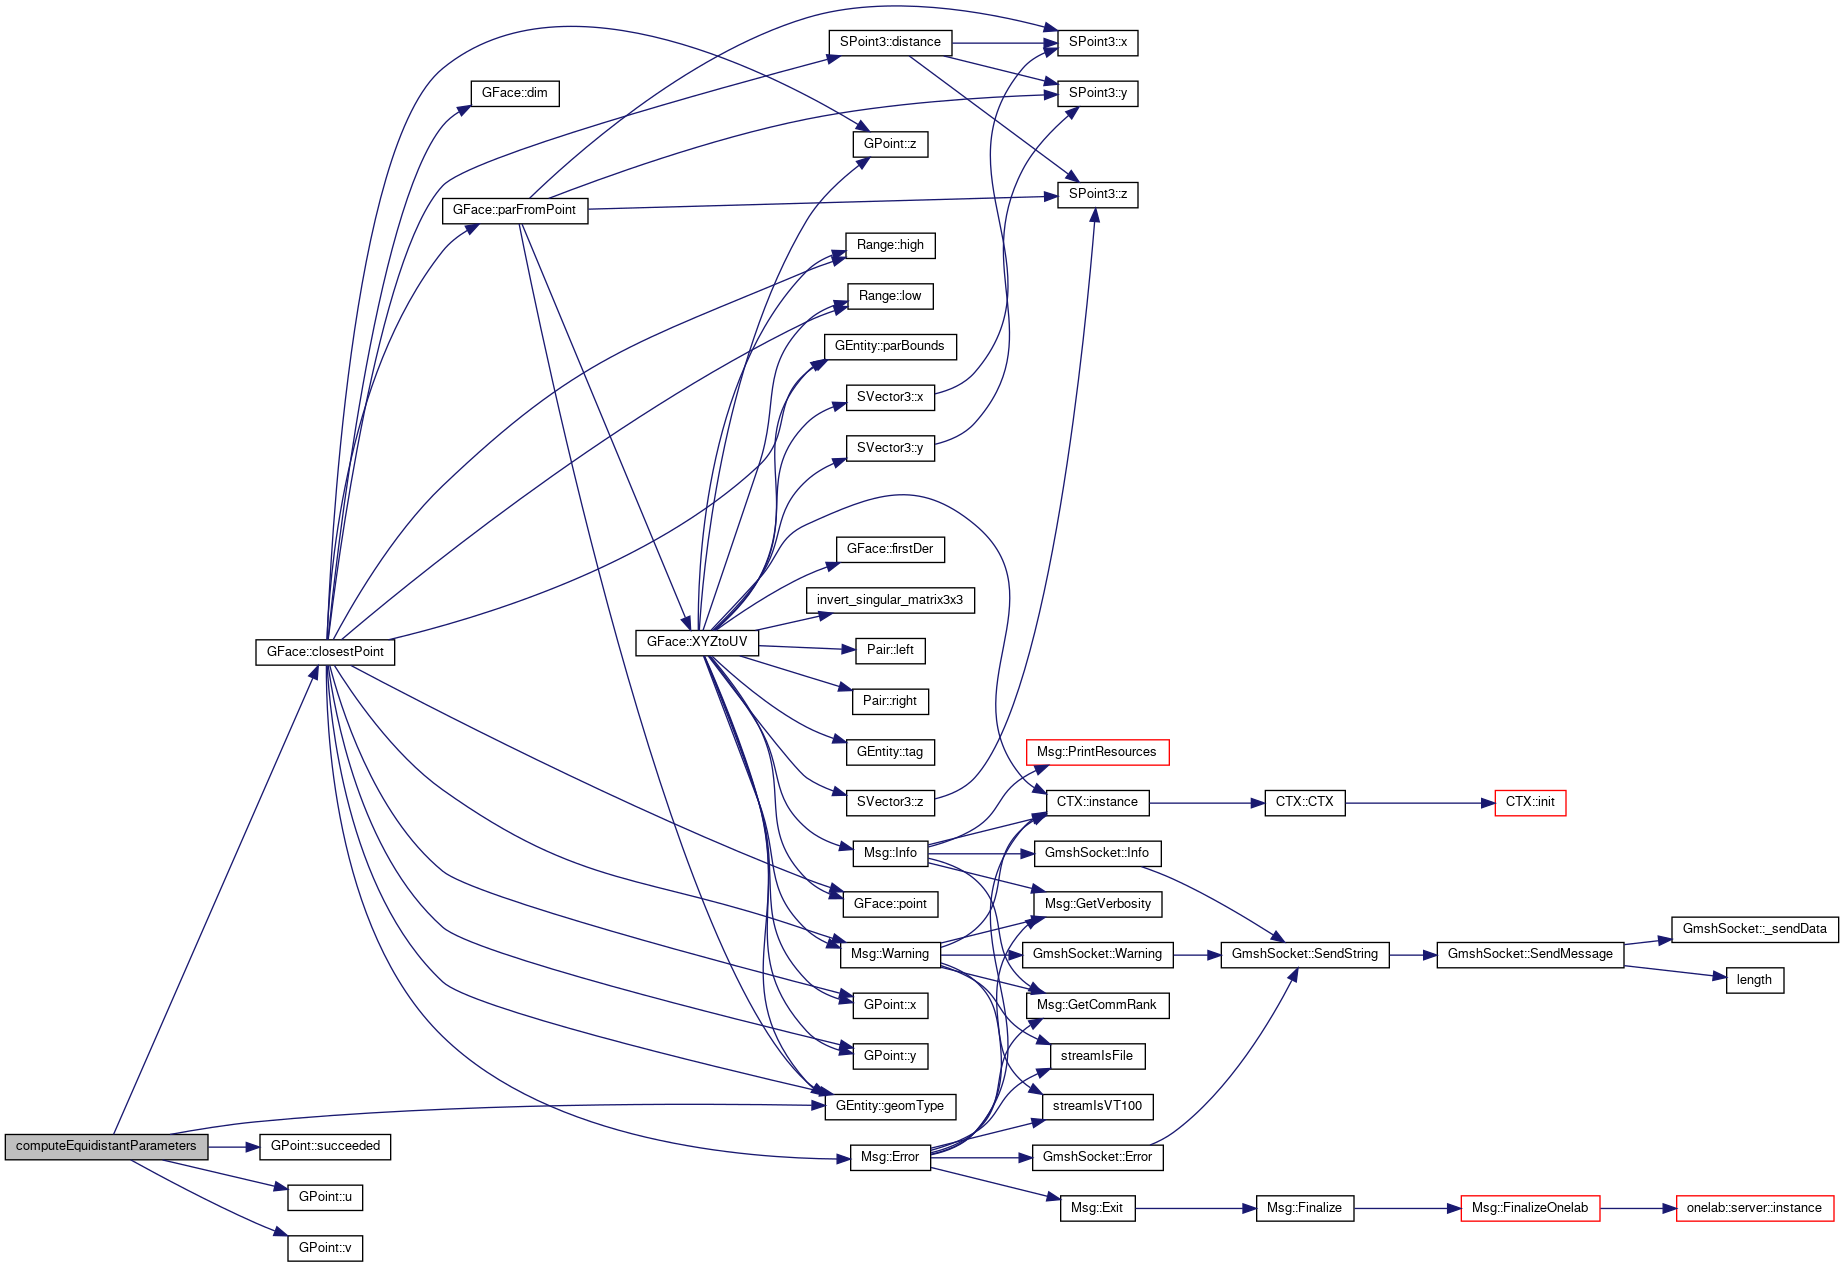 SPoint3::distance
SPoint3::x
GFace::dim
SPoint3::y
GPoint::z
GFace::parFromPoint
SPoint3::z
Range::high
Range::low
GEntity::parBounds
SVector3::x
SVector3::y
GFace::firstDer
invert_singular_matrix3x3
GFace::closestPoint
GFace::XYZtoUV
Pair::left
Pair::right
GEntity::tag
Msg::PrintResources
SVector3::z
CTX::instance
CTX::CTX
CTX::init
Msg::Info
GmshSocket::Info
GFace::point
Msg::GetVerbosity
GmshSocket::_sendData
Msg::Warning
GmshSocket::Warning
GmshSocket::SendString
GmshSocket::SendMessage
length
GPoint::x
Msg::GetCommRank
GPoint::y
streamIsFile
GEntity::geomType
streamIsVT100
computeEquidistantParameters
GPoint::succeeded
Msg::Error
GmshSocket::Error
GPoint::u
Msg::Exit
Msg::Finalize
Msg::FinalizeOnelab
onelab::server::instance
GPoint::v